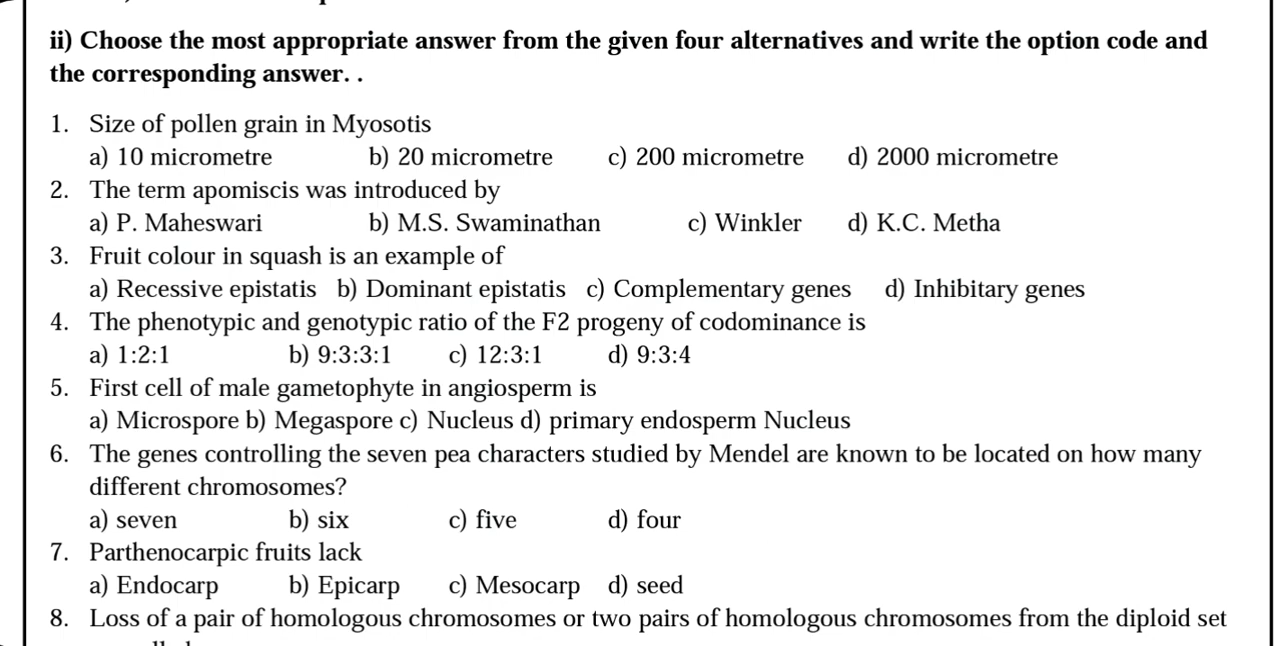 ii) Choose the most appropriate answer from the given four alternatives and write the option code and
the corresponding answer. .
1. Size of pollen grain in Myosotis
a) 10 micrometre b) 20 micrometre c) 200 micrometre d) 2000 micrometre
2. The term apomiscis was introduced by
a) P. Maheswari b) M.S. Swaminathan c) Winkler d) K.C. Metha
3. Fruit colour in squash is an example of
a) Recessive epistatis b) Dominant epistatis c) Complementary genes d) Inhibitary genes
4. The phenotypic and genotypic ratio of the F2 progeny of codominance is
a) 1:2:1 b) 9:3:3:1 c) 12:3:1 d) 9:3:4
5. First cell of male gametophyte in angiosperm is
a) Microspore b) Megaspore c) Nucleus d) primary endosperm Nucleus
6. The genes controlling the seven pea characters studied by Mendel are known to be located on how many
different chromosomes?
a) seven b) six c) five d) four
7. Parthenocarpic fruits lack
a) Endocarp b) Epicarp c) Mesocarp d) seed
8. Loss of a pair of homologous chromosomes or two pairs of homologous chromosomes from the diploid set